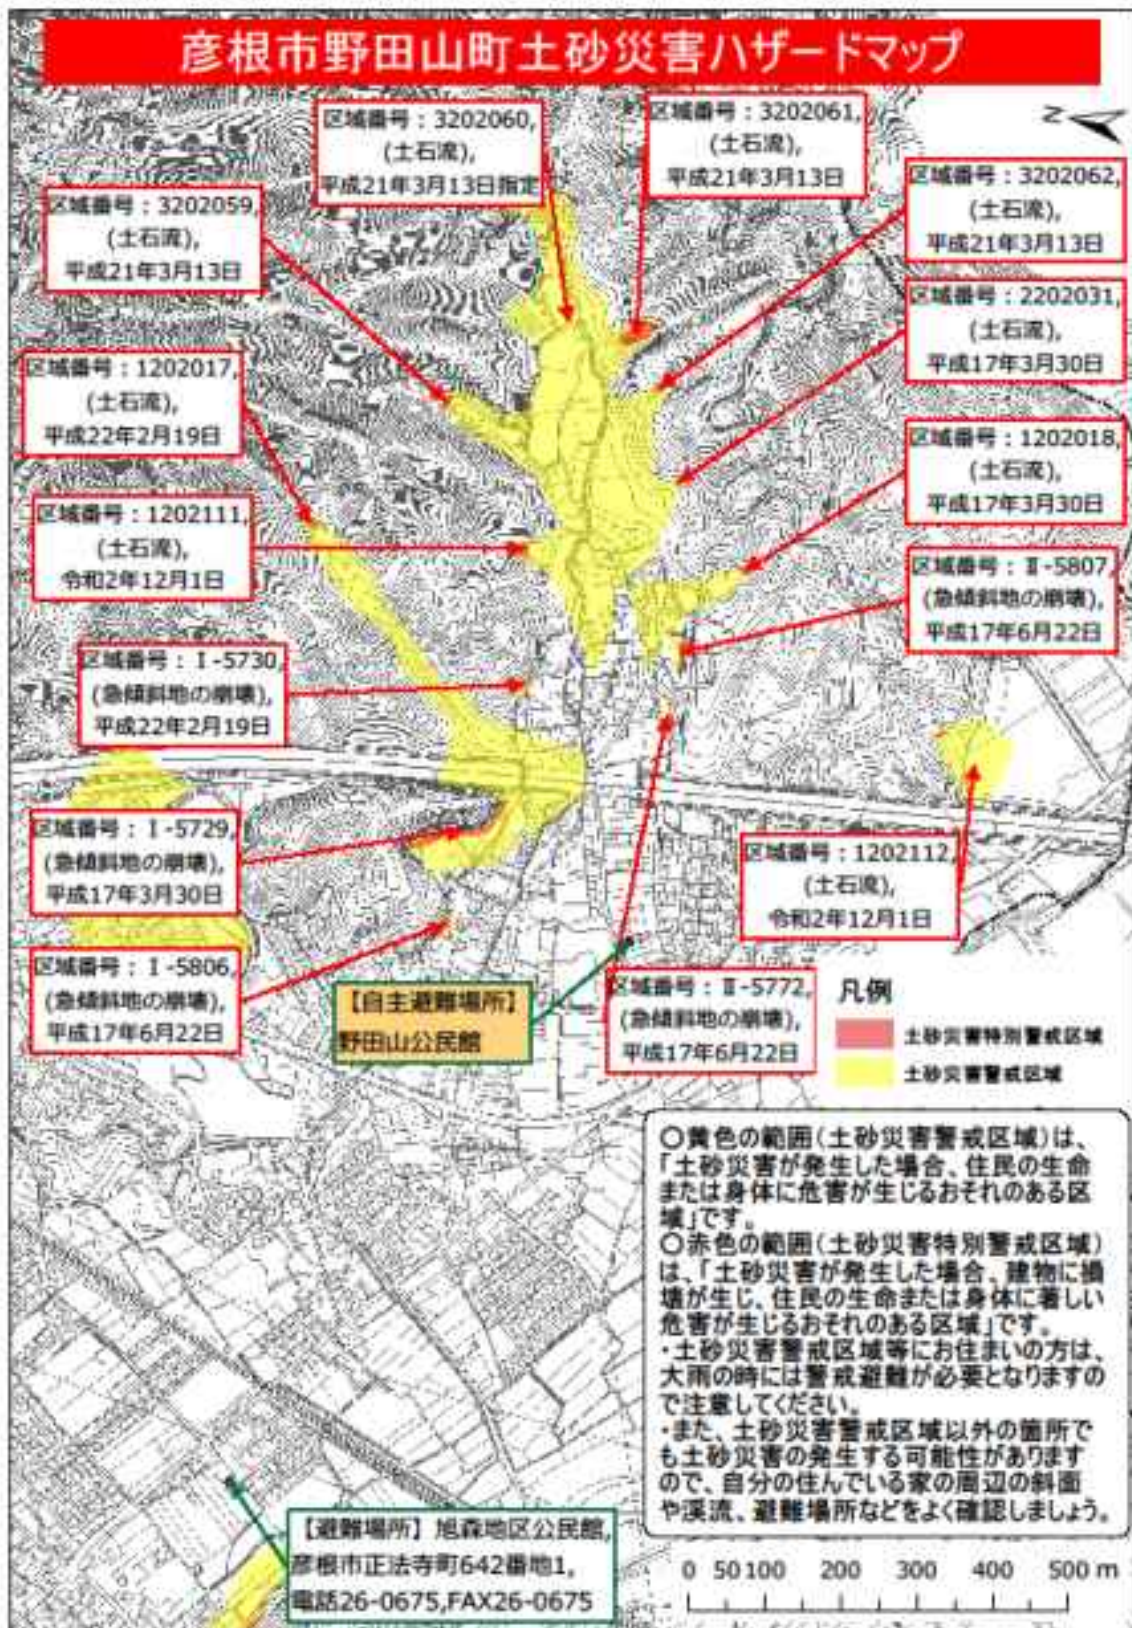 彦根市野田山町土砂災害ハザードマップ
区域番号：3202060,
(土石流),
平成21年3月13日指定
区域番号：3202061,
(土石流),
平成21年3月13日
Z
区域番号：3202062,
(土石流),
平成21年3月13日
区域番号：3202059,
(土石流),
平成21年3月13日
区域番号：2202031,
(土石流),
平成17年3月30日
区域番号：1202017,
(土石流),
平成22年2月19日
区域番号：1202018,
(土石流),
平成17年3月30日
区域番号：1202111,
(土石流),
令和2年12月1日
区域番号：Ⅱ-5807,
(急傾斜地の崩壊),
平成17年6月22日
区域番号：Ⅰ-5730,
(急傾斜地の崩壊),
平成22年2月19日
区域番号：Ⅰ-5729,
(急傾斜地の崩壊),
平成17年3月30日
区域番号：1202112,
(土石流),
令和2年12月1日
区域番号：Ⅰ-5806,
(急傾斜地の崩壊),
平成17年6月22日
【自主避難場所】
野田山公民館
区域番号：Ⅱ-5772,
(急傾斜地の崩壊),
平成17年6月22日
凡例
土砂災害特別警戒区域
土砂災害警戒区域
○黄色の範囲(土砂災害警戒区域)は、
「土砂災害が発生した場合、住民の生命
または身体に危害が生じるおそれのある区
域」です。
○赤色の範囲(土砂災害特別警戒区域)
は、「土砂災害が発生した場合、建物に損
壊が生じ、住民の生命または身体に著しい
危害が生じるおそれのある区域」です。
・土砂災害警戒区域等にお住まいの方は、
大雨の時には警戒避難が必要となりますの
で注意してください。
・また、土砂災害警戒区域以外の箇所で
も土砂災害の発生する可能性があります
ので、自分の住んでいる家の周辺の斜面
や渓流、避難場所などをよく確認しましょう。
【避難場所】旭森地区公民館,
彦根市正法寺町642番地1,
電話26-0675,FAX26-0675
0 50 100 200 300 400 500 m